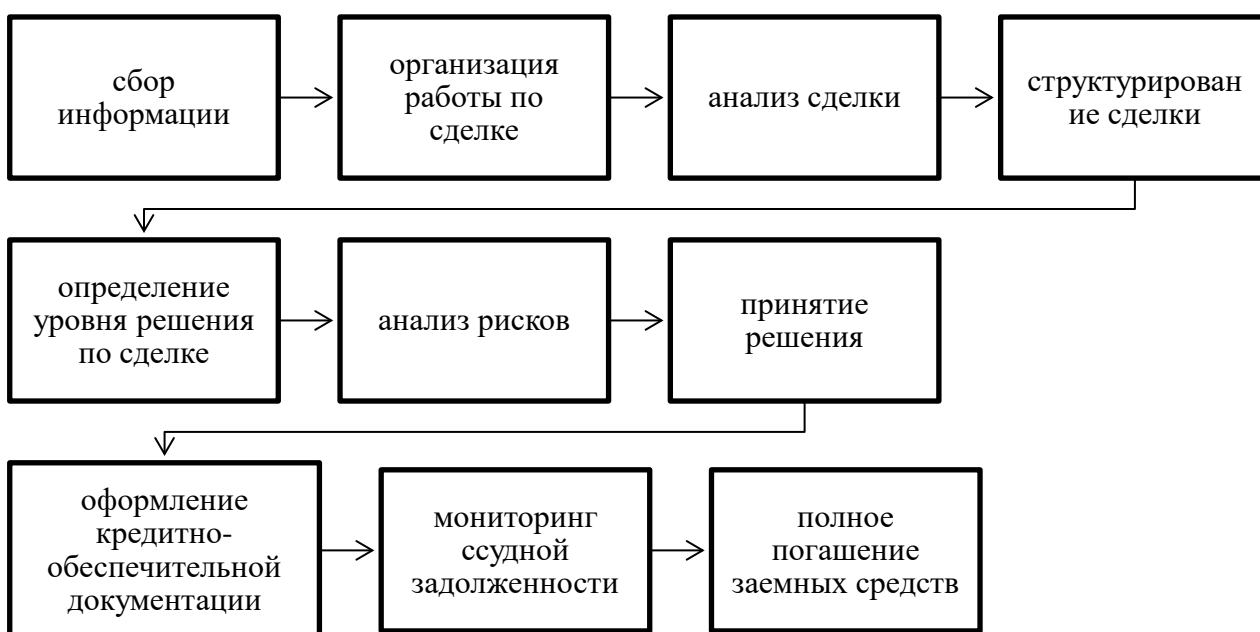 сбор
информации
организация
работы по
сделке
анализ сделки
структурирован
ие сделки
определение
уровня решения
по сделке
анализ рисков
принятие
решения
оформление
кредитно-
обеспечительной
документации
мониторинг
ссудной
задолженности
полное
погашение
заемных средств